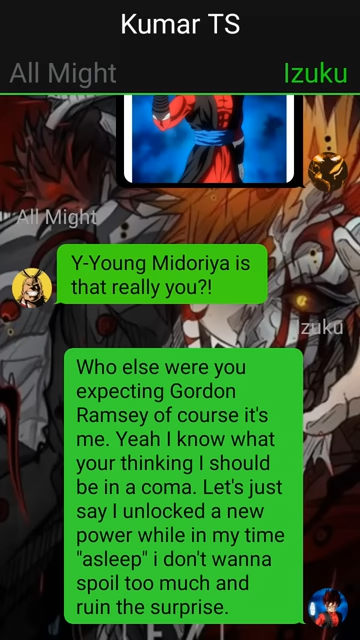 Kumar TS
All Might
Izuku
All Might
Y-Young Midoriya is
that really you?!
zuku
Who else were you
expecting Gordon
Ramsey of course it's
me. Yeah I know what
your thinking I should
be in a coma. Let's just
say I unlocked a new
power while in my time
"asleep" i don't wanna
spoil too much and
ruin the surprise.